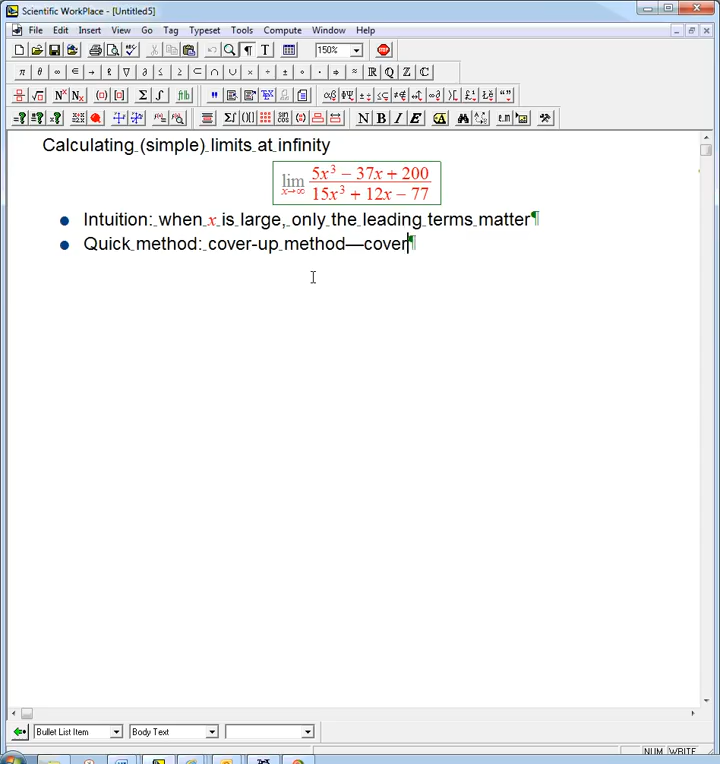 Scientific WorkPlace - [Untitled5]
File Edit Insert View Go Tag Typeset Tools Compute Window Help
150%
π θ ∞ ∈ → ℓ ∇ ∂ ≤ ≥ ⊂ ∩ ∪ × ÷ ± ∘ · ⇒ ≈ ℝ ℚ ℤ ℂ
N B I E
Calculating (simple) limits at infinity
lim x→∞ 5x³ − 37x + 200 / 15x³ + 12x − 77
• Intuition: when x is large, only the leading terms matter¶
• Quick method: cover-up method—cover¶
Bullet List Item Body Text
NUM WRITE